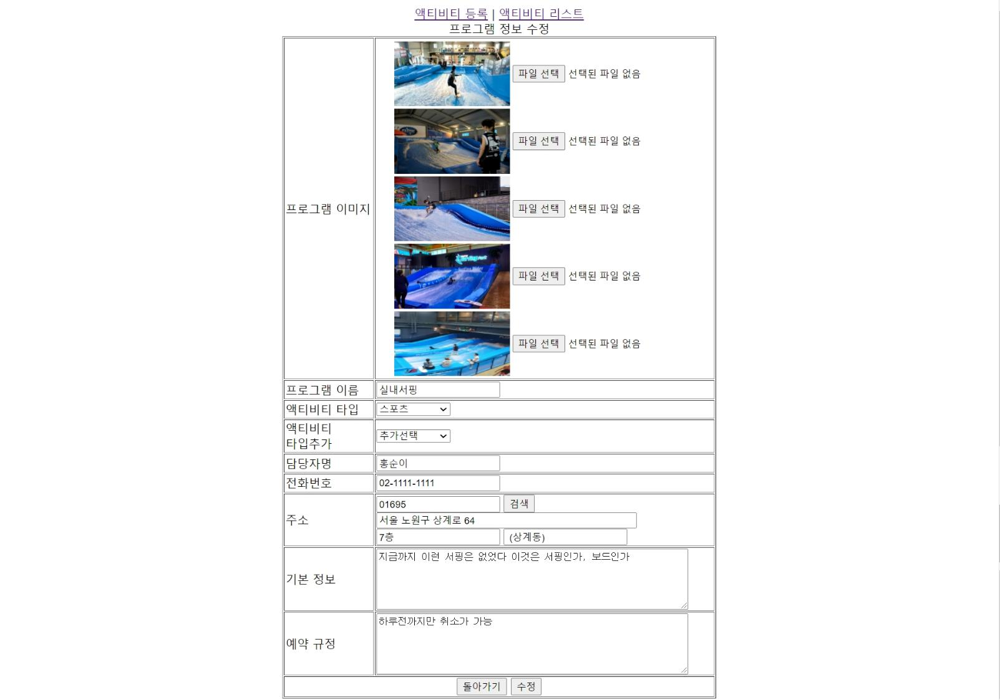 액티비티 등록 | 액티비티 리스트
프로그램 정보 수정
프로그램 이미지
파일 선택 선택된 파일 없음
파일 선택 선택된 파일 없음
파일 선택 선택된 파일 없음
파일 선택 선택된 파일 없음
파일 선택 선택된 파일 없음
프로그램 이름 실내서핑
액티비티 타입 스포츠
액티비티
타입추가
추가선택
담당자명 홍순이
전화번호 02-1111-1111
주소
01695 검색
서울 노원구 상계로 64
7층 (상계동)
기본 정보
지금까지 이런 서핑은 없었다 이것은 서핑인가, 보드인가
예약 규정
하루전까지만 취소가 가능
돌아가기 수정